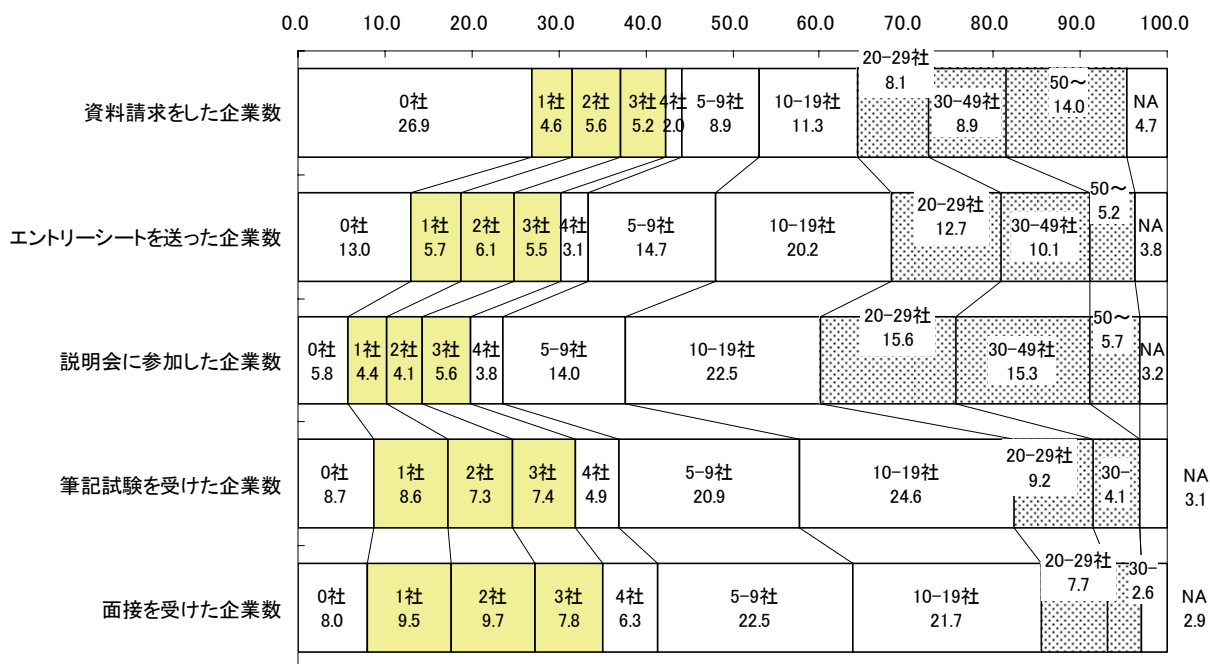 0.0 10.0 20.0 30.0 40.0 50.0 60.0 70.0 80.0 90.0 100.0
資料請求をした企業数
0社 1社 2社 3社 4社 5-9社 10-19社 20-29社 30-49社 50～ NA
26.9 4.6 5.6 5.2 2.0 8.9 11.3 8.1 8.9 14.0 4.7
エントリーシートを送った企業数
0社 1社 2社 3社 4社 5-9社 10-19社 20-29社 30-49社 50～ NA
13.0 5.7 6.1 5.5 3.1 14.7 20.2 12.7 10.1 5.2 3.8
説明会に参加した企業数
0社 1社 2社 3社 4社 5-9社 10-19社 20-29社 30-49社 50～ NA
5.8 4.4 4.1 5.6 3.8 14.0 22.5 15.6 15.3 5.7 3.2
筆記試験を受けた企業数
0社 1社 2社 3社 4社 5-9社 10-19社 20-29社 30- NA
8.7 8.6 7.3 7.4 4.9 20.9 24.6 9.2 4.1 3.1
面接を受けた企業数
0社 1社 2社 3社 4社 5-9社 10-19社 20-29社 30- NA
8.0 9.5 9.7 7.8 6.3 22.5 21.7 7.7 2.6 2.9